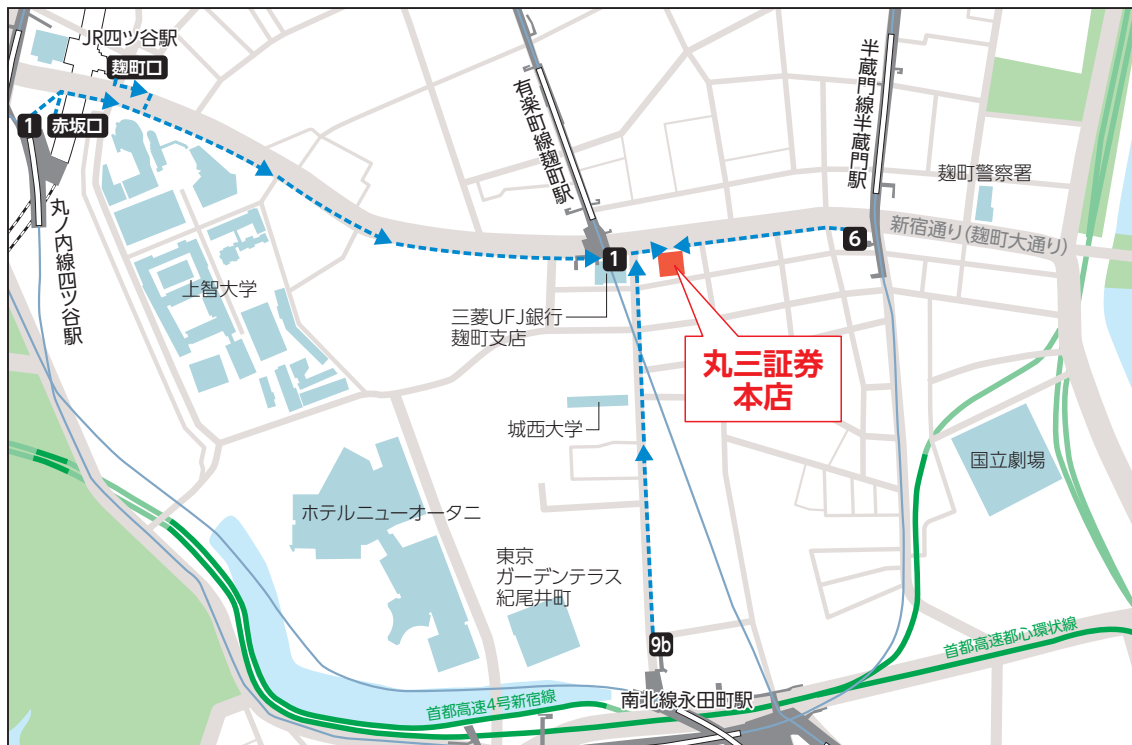 JR四ツ谷駅
麹町口
1
赤坂口
丸ノ内線四ツ谷駅
上智大学
有楽町線麹町駅
1
三菱UFJ銀行
麹町支店
半蔵門線半蔵門駅
6
麹町警察署
新宿通り(麹町大通り)
丸三証券
本店
城西大学
国立劇場
ホテルニューオータニ
東京
ガーデンテラス
紀尾井町
9b
南北線永田町駅
首都高速4号新宿線
首都高速都心環状線